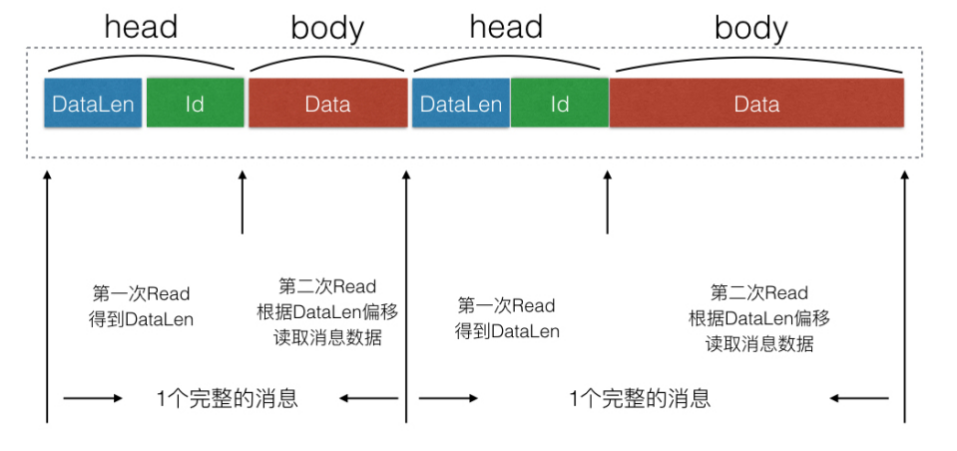 head
body
head
body
DataLen
Id
Data
DataLen
Id
Data
第一次Read
得到DataLen
第二次Read
根据DataLen偏移
读取消息数据
第一次Read
得到DataLen
第二次Read
根据DataLen偏移
读取消息数据
1个完整的消息
1个完整的消息